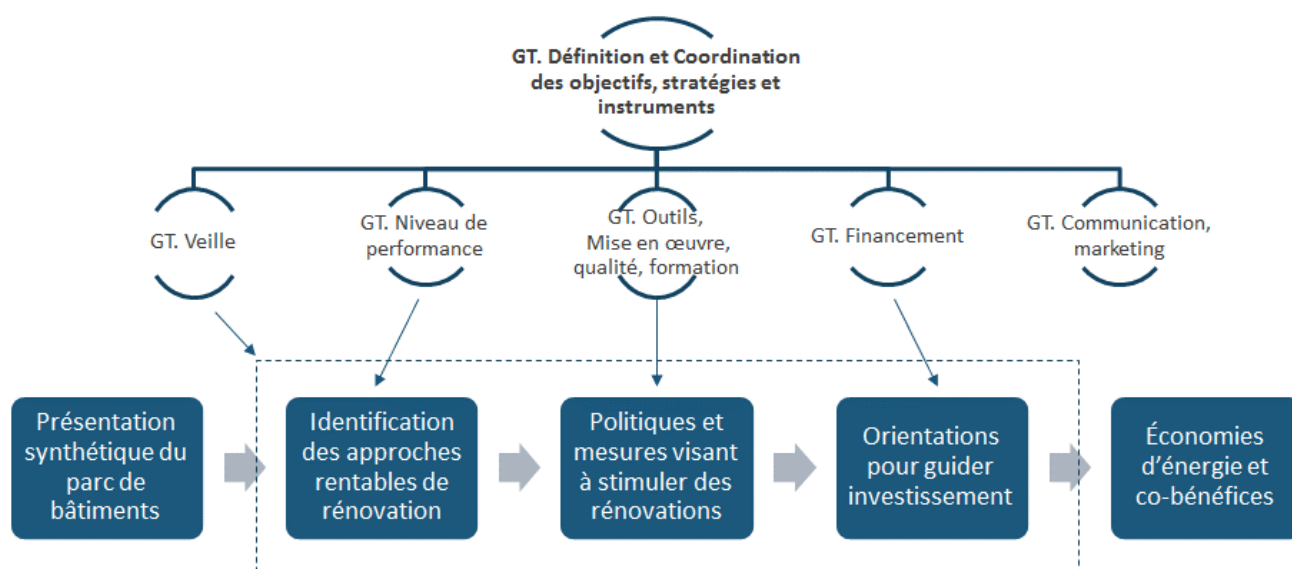 GT. Définition et Coordination
des objectifs, stratégies et
instruments
GT. Veille
GT. Niveau de
performance
GT. Outils,
Mise en œuvre,
qualité, formation
GT. Financement
GT. Communication,
marketing
Présentation
synthétique du
parc de
bâtiments
Identification
des approches
rentables de
rénovation
Politiques et
mesures visant
à stimuler des
rénovations
Orientations
pour guider
investissement
Économies
d'énergie et
co-bénéfices